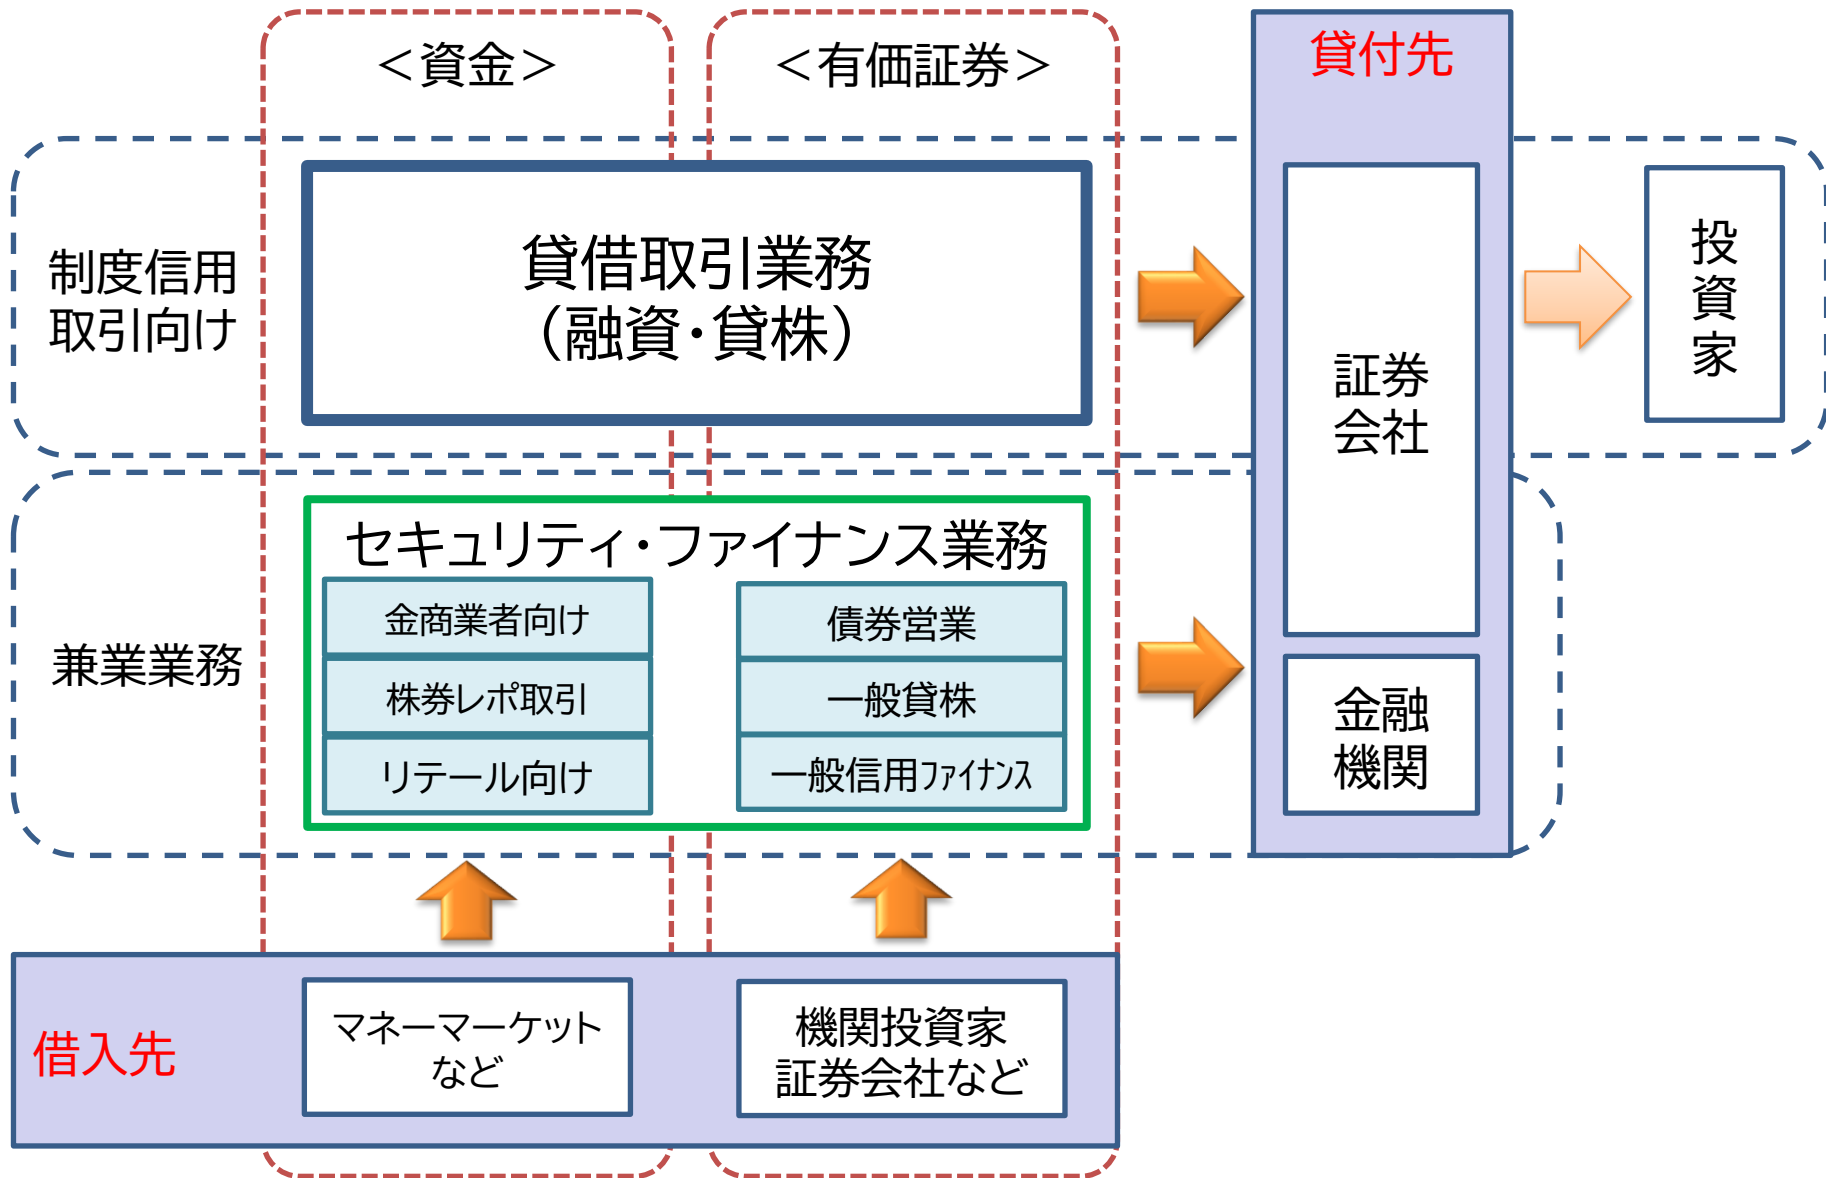 ＜資金＞
＜有価証券＞
貸付先
制度信用
取引向け
貸借取引業務
（融資・貸株）
証券
会社
投
資
家
兼業業務
セキュリティ・ファイナンス業務
金商業者向け
株券レポ取引
リテール向け
債券営業
一般貸株
一般信用ﾌｧｲﾅﾝｽ
金融
機関
借入先
マネーマーケット
など
機関投資家
証券会社など